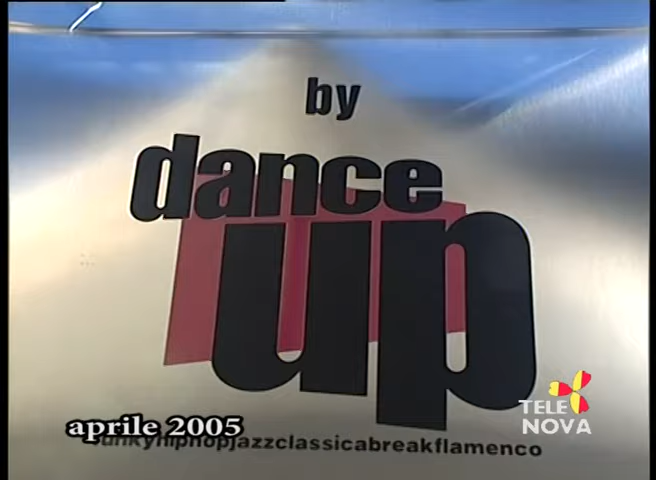 by
dance
up
aprile 2005
funkyhiphopjazzclassicabreakflamenco
TELE
NOVA